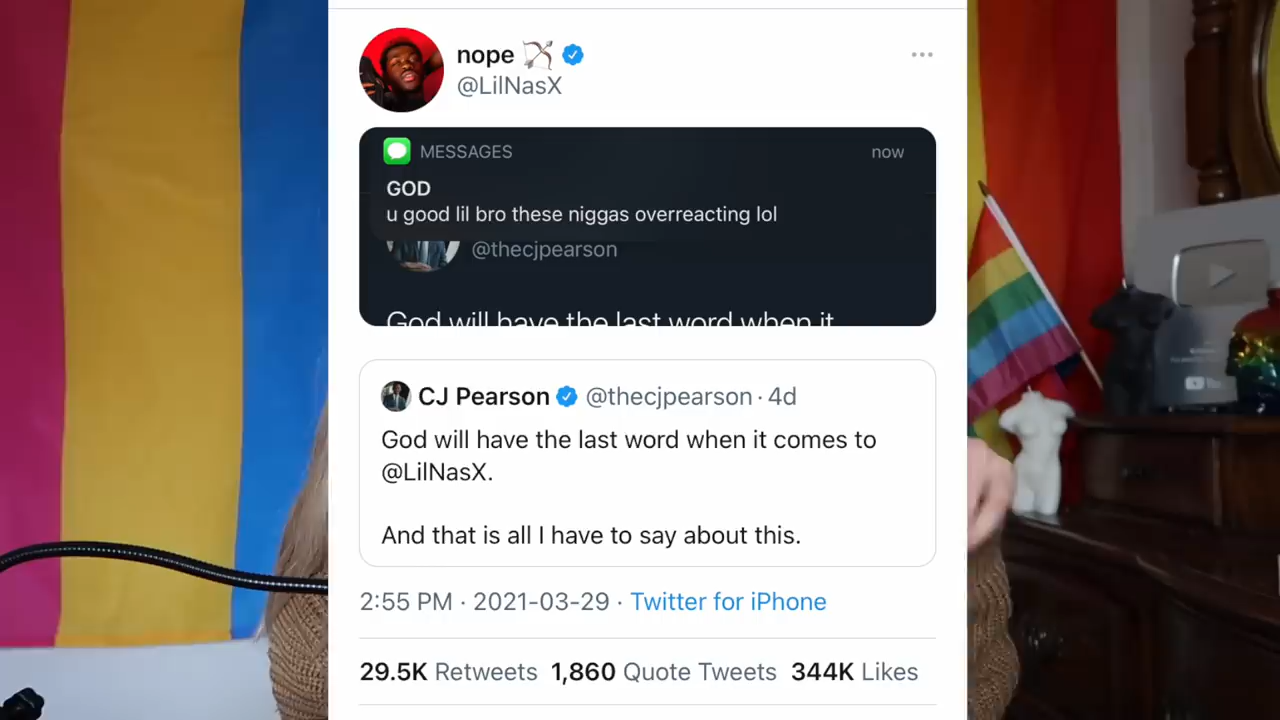 nope
@LilNasX
MESSAGES now
GOD
u good lil bro these niggas overreacting lol
@thecjpearson
God will have the last word when it
CJ Pearson @thecjpearson · 4d
God will have the last word when it comes to
@LilNasX.
And that is all I have to say about this.
2:55 PM · 2021-03-29 · Twitter for iPhone
29.5K Retweets 1,860 Quote Tweets 344K Likes